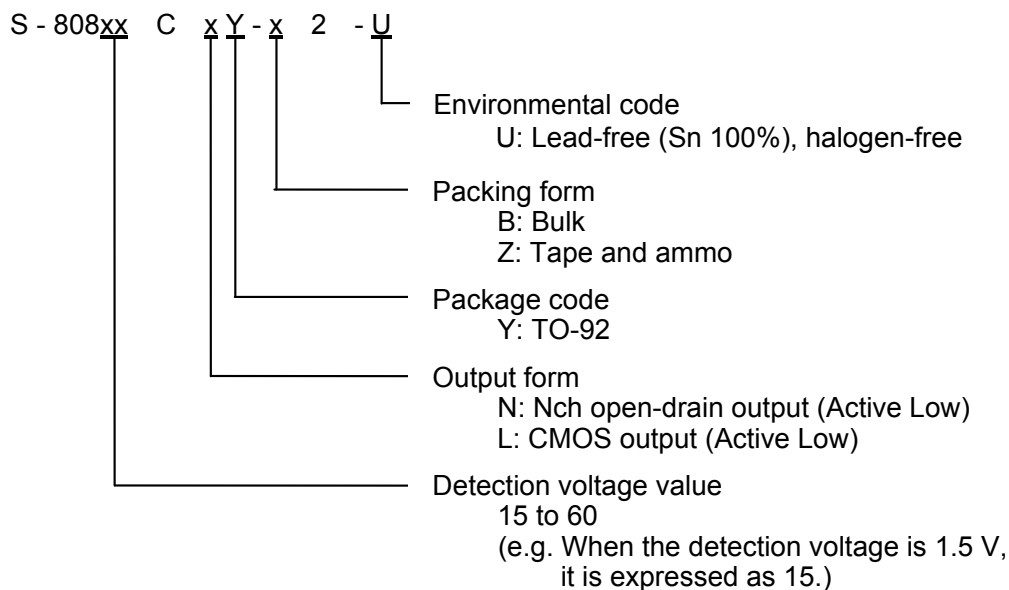 S - 808xx C x Y - x 2 - U
Environmental code
U: Lead-free (Sn 100%), halogen-free
Packing form
B: Bulk
Z: Tape and ammo
Package code
Y: TO-92
Output form
N: Nch open-drain output (Active Low)
L: CMOS output (Active Low)
Detection voltage value
15 to 60
(e.g. When the detection voltage is 1.5 V,
it is expressed as 15.)